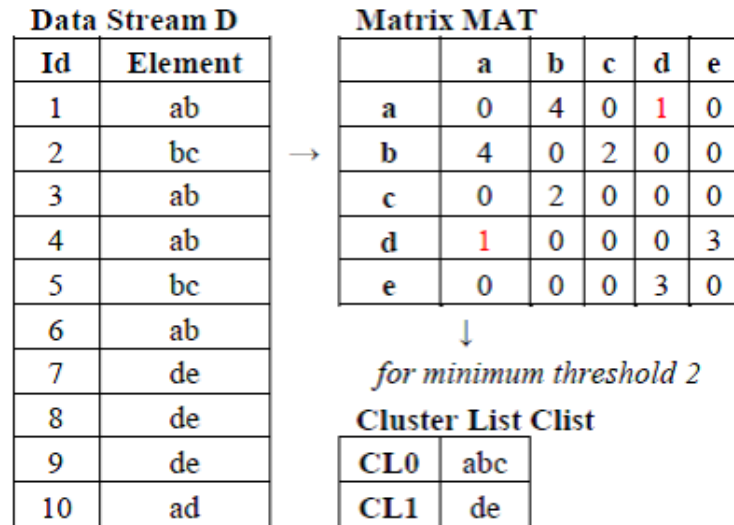 Data Stream D
Id Element
1 ab
2 bc
3 ab
4 ab
5 bc
6 ab
7 de
8 de
9 de
10 ad
→
Matrix MAT
a b c d e
a 0 4 0 1 0
b 4 0 2 0 0
c 0 2 0 0 0
d 1 0 0 0 3
e 0 0 0 3 0
↓
for minimum threshold 2
Cluster List Clist
CL0 abc
CL1 de